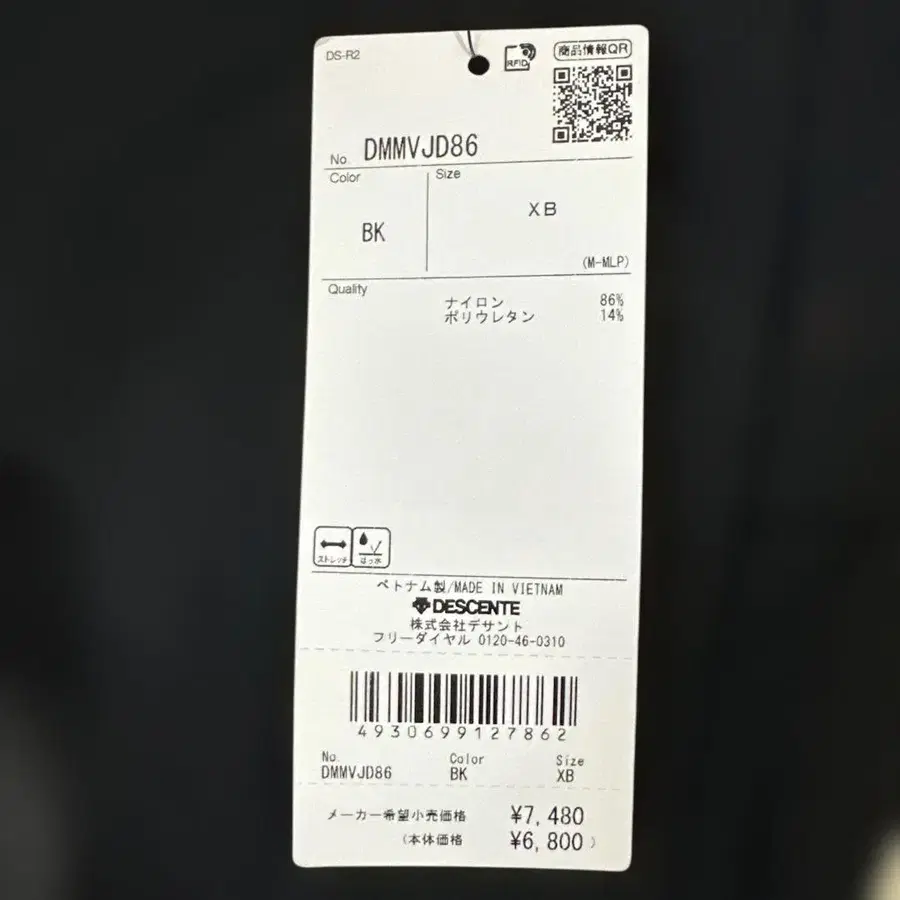 DS-R2
RFID
商品情報QR
No. DMMVJD86
Color
Size
BK
XB
(M-MLP)
Quality
ナイロン 86%
ポリウレタン 14%
ストレッチ
はっ水
ベトナム製/MADE IN VIETNAM
DESCENTE
株式会社デサント
フリーダイヤル 0120-46-0310
4930699127862
No. Color Size
DMMVJD86 BK XB
メーカー希望小売価格 ¥7,480
(本体価格 ¥6,800)